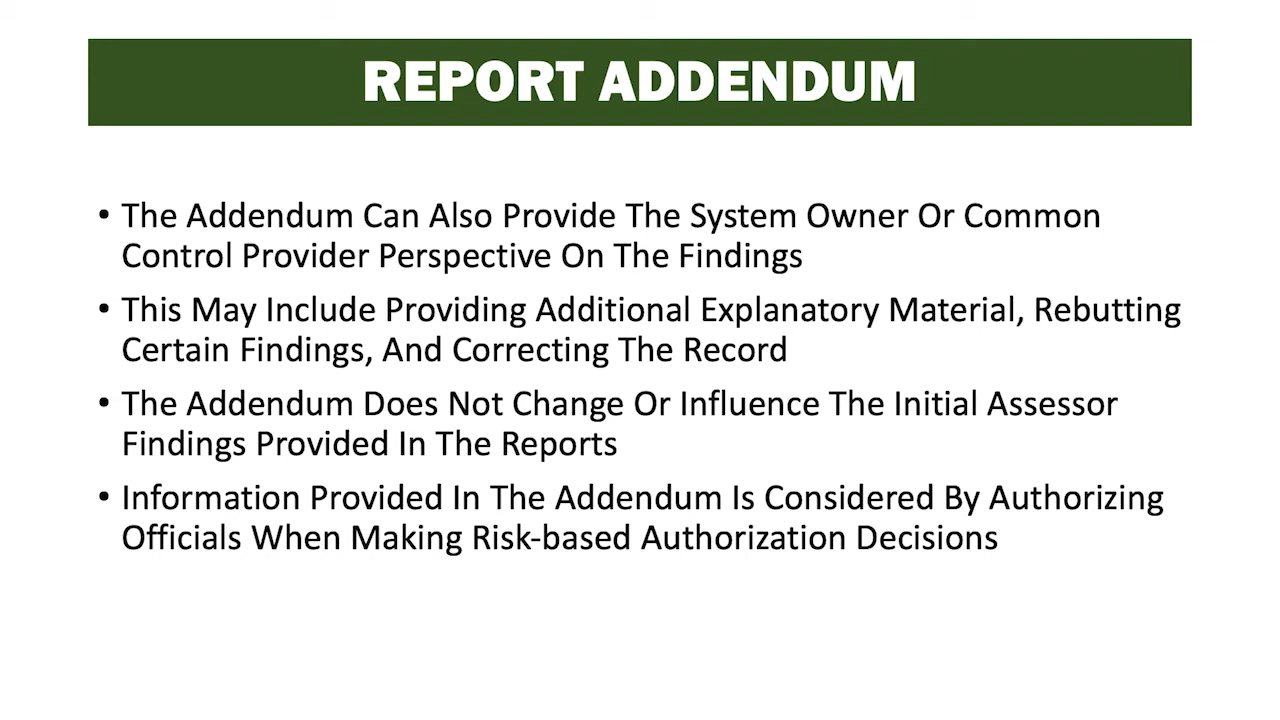 REPORT ADDENDUM
• The Addendum Can Also Provide The System Owner Or Common
Control Provider Perspective On The Findings
• This May Include Providing Additional Explanatory Material, Rebutting
Certain Findings, And Correcting The Record
• The Addendum Does Not Change Or Influence The Initial Assessor
Findings Provided In The Reports
• Information Provided In The Addendum Is Considered By Authorizing
Officials When Making Risk-based Authorization Decisions